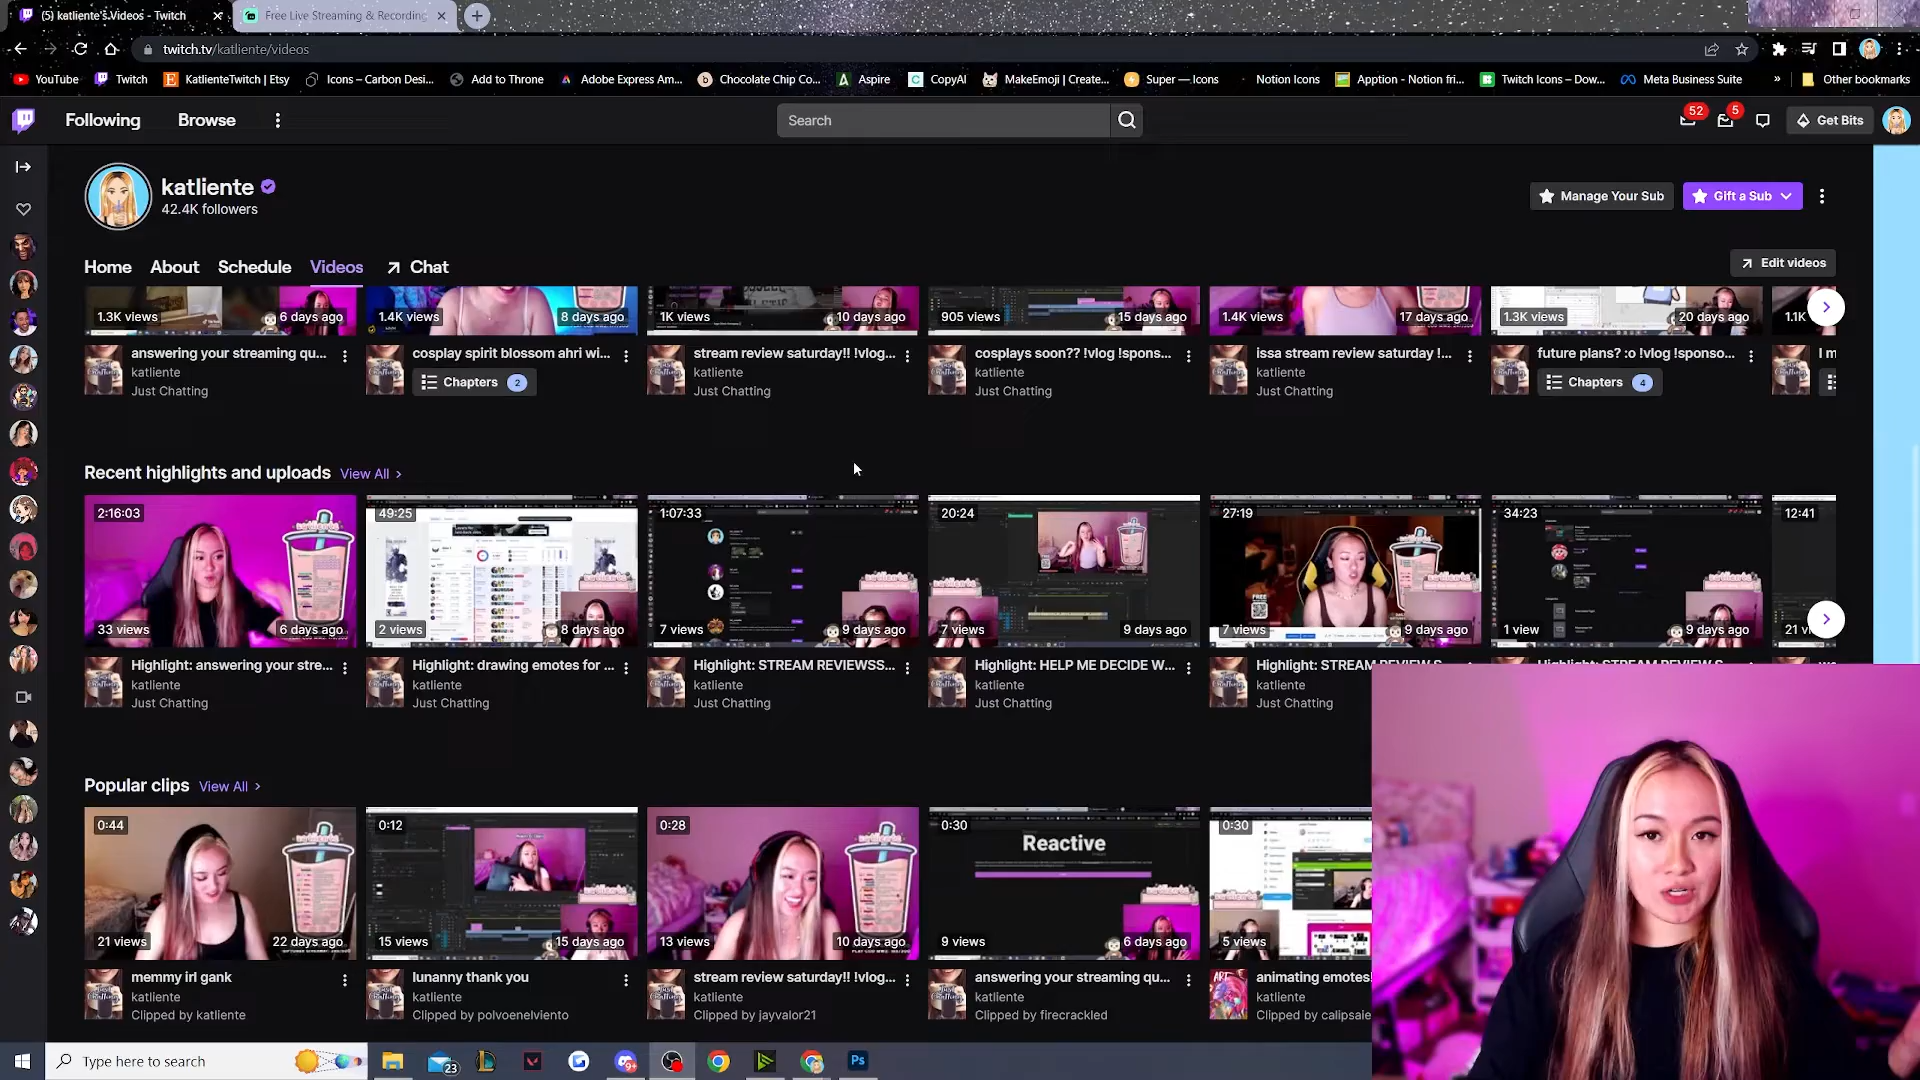 (5) katliente's Videos - Twitch
Free Live Streaming & Recording
twitch.tv/katliente/videos
YouTube
Twitch
KatlienteTwitch | Etsy
Icons – Carbon Desi...
Add to Throne
Adobe Express Am...
Chocolate Chip Co...
Aspire
CopyAI
MakeEmoji | Create...
Super — Icons
Notion Icons
Apption - Notion fri...
Twitch Icons – Dow...
Meta Business Suite
»
Other bookmarks
Following
Browse
Search
52
5
Get Bits
katliente
42.4K followers
Manage Your Sub
Gift a Sub
Home
About
Schedule
Videos
Chat
Edit videos
1.3K views
6 days ago
1.4K views
8 days ago
1K views
10 days ago
905 views
15 days ago
1.4K views
17 days ago
1.3K views
20 days ago
1.1K
answering your streaming qu...
katliente
Just Chatting
cosplay spirit blossom ahri wi...
Chapters 2
stream review saturday!! !vlog...
katliente
Just Chatting
cosplays soon?? !vlog !spons...
katliente
Just Chatting
issa stream review saturday !...
katliente
Just Chatting
future plans? :o !vlog !sponso...
Chapters 4
I m
Recent highlights and uploads
View All
2:16:03
33 views
6 days ago
49:25
2 views
8 days ago
1:07:33
7 views
9 days ago
20:24
7 views
9 days ago
27:19
FREE
7 views
9 days ago
34:23
1 view
9 days ago
12:41
21 v
Highlight: answering your stre...
katliente
Just Chatting
Highlight: drawing emotes for ...
katliente
Just Chatting
Highlight: STREAM REVIEWSS...
katliente
Just Chatting
Highlight: HELP ME DECIDE W...
katliente
Just Chatting
Highlight: STREAM REVIEW S...
katliente
Just Chatting
Highlight: STREAM REVIEW S...
Popular clips
View All
0:44
21 views
22 days ago
0:12
15 views
15 days ago
0:28
13 views
10 days ago
0:30
Reactive
9 views
6 days ago
0:30
5 views
memmy irl gank
katliente
Clipped by katliente
lunanny thank you
katliente
Clipped by polvoenelviento
stream review saturday!! !vlog...
katliente
Clipped by jayvalor21
answering your streaming qu...
katliente
Clipped by firecrackled
animating emotes!
katliente
Clipped by calipsale
Type here to search
23
9+
Ps